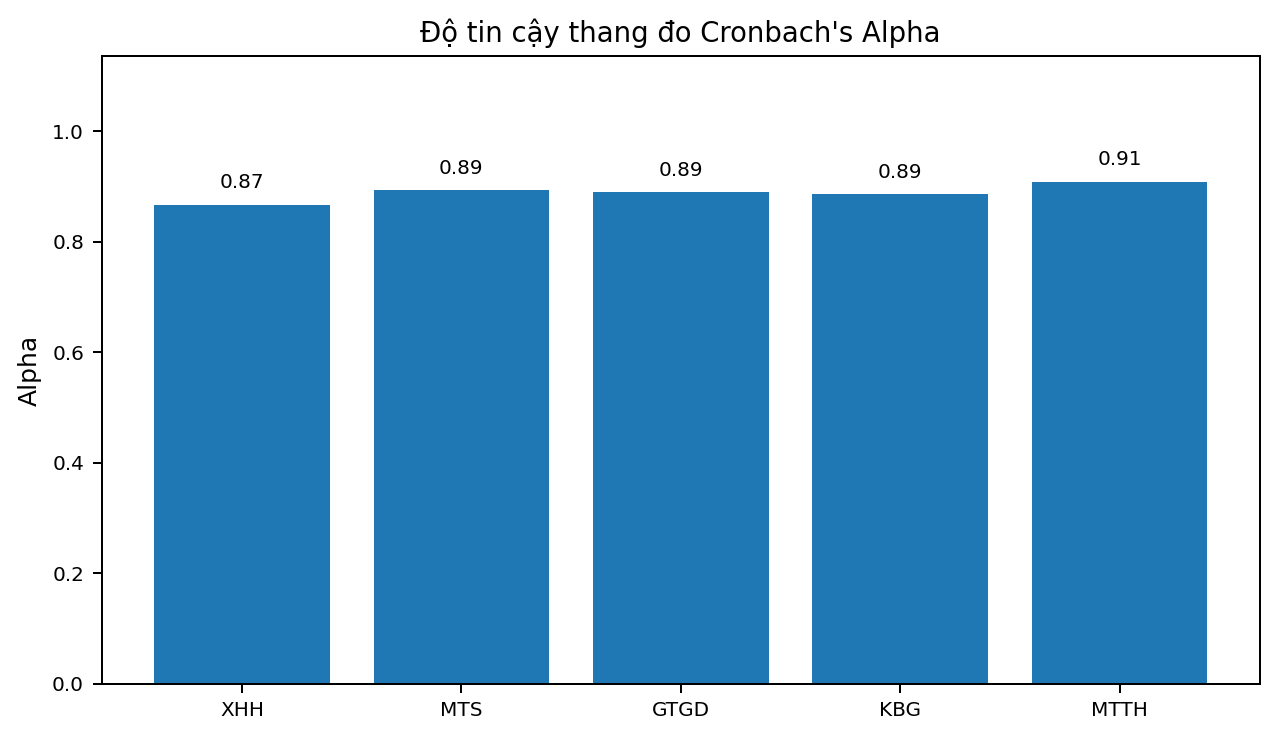 Độ tin cậy thang đo Cronbach's Alpha
Alpha
1.0
0.8
0.6
0.4
0.2
0.0
0.87
0.89
0.89
0.89
0.91
XHH
MTS
GTGD
KBG
MTTH